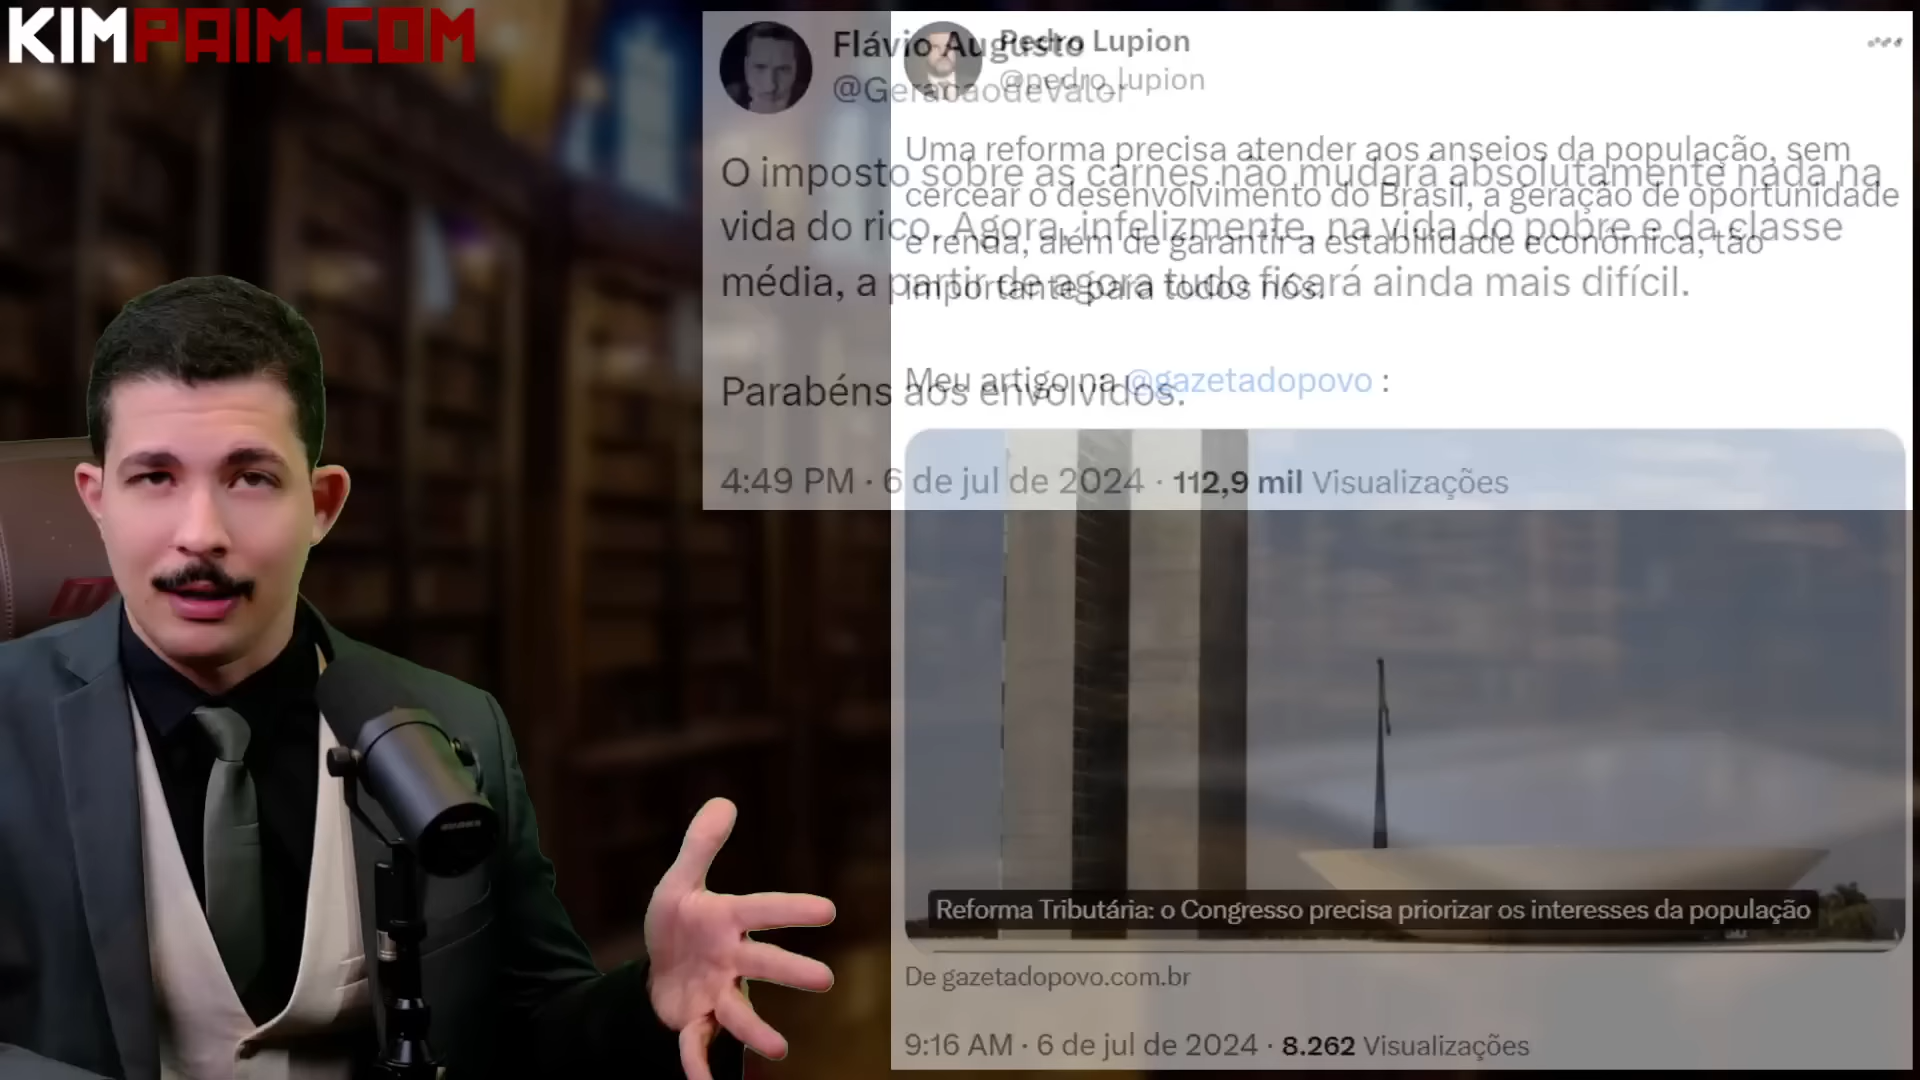 KIMPAIM.COM
Flávio Augusto
@GeracaodeValor
O imposto sobre as carnes não mudará absolutamente nada na
vida do rico. Agora, infelizmente, na vida do pobre e da classe
média, a partir de agora tudo ficará ainda mais difícil.
Parabéns aos envolvidos.
4:49 PM · 6 de jul de 2024 · 112,9 mil Visualizações
Pedro Lupion
@pedro_lupion
Uma reforma precisa atender aos anseios da população, sem
cercear o desenvolvimento do Brasil, a geração de oportunidade
e renda, além de garantir a estabilidade econômica, tão
importante para todos nós.
Meu artigo na @gazetadopovo :
Reforma Tributária: o Congresso precisa priorizar os interesses da população
De gazetadopovo.com.br
9:16 AM · 6 de jul de 2024 · 8.262 Visualizações